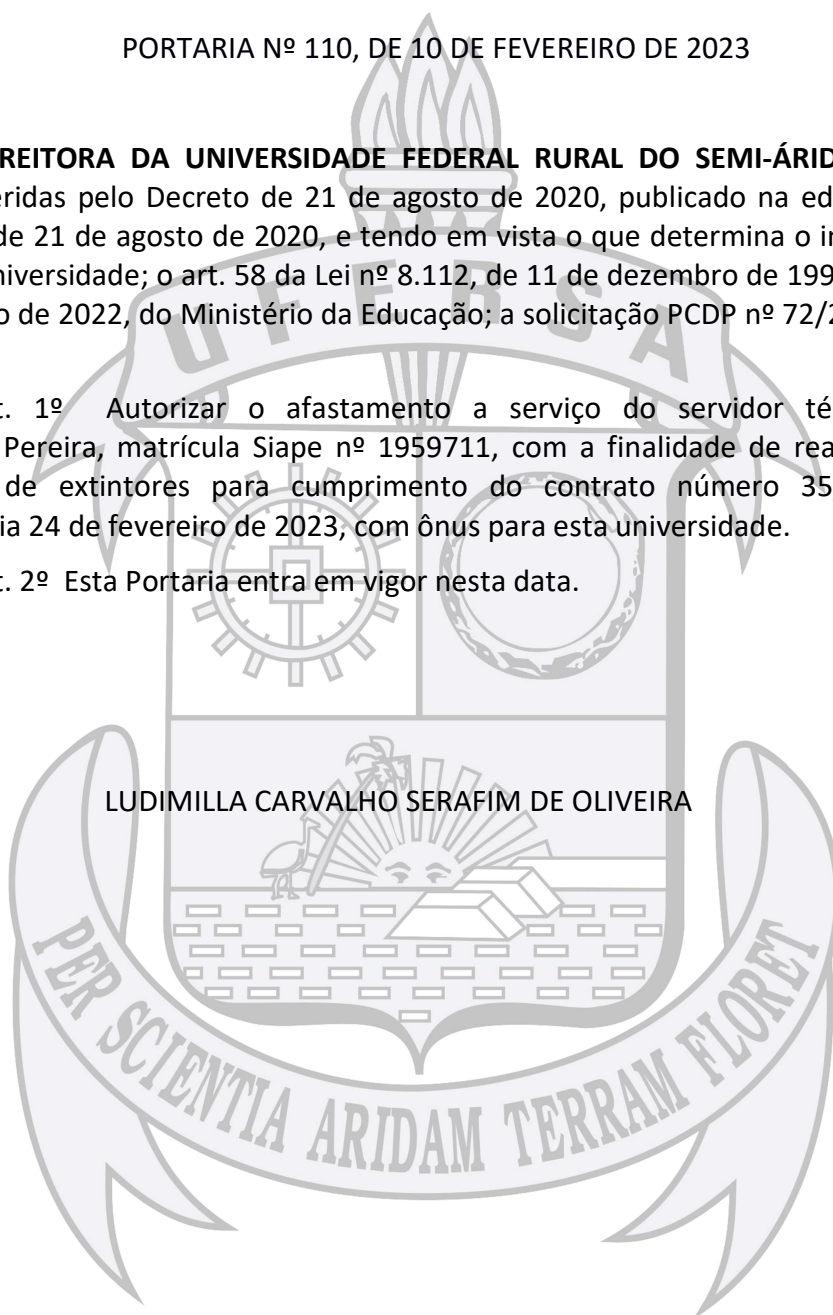 PORTARIA Nº 110, DE 10 DE FEVEREIRO DE 2023
REITORA DA UNIVERSIDADE FEDERAL RURAL DO SEMI-ÁRID
eridas pelo Decreto de 21 de agosto de 2020, publicado na ed
de 21 de agosto de 2020, e tendo em vista o que determina o i
niversidade; o art. 58 da Lei nº 8.112, de 11 de dezembro de 199
o de 2022, do Ministério da Educação; a solicitação PCDP nº 72/2
UFERSA
t. 1º Autorizar o afastamento a serviço do servidor té
Pereira, matrícula Siape nº 1959711, com a finalidade de rea
de extintores para cumprimento do contrato número 35
ia 24 de fevereiro de 2023, com ônus para esta universidade.
t. 2º Esta Portaria entra em vigor nesta data.
LUDIMILLA CARVALHO SERAFIM DE OLIVEIRA
PER SCIENTIA ARIDAM TERRAM FLORET